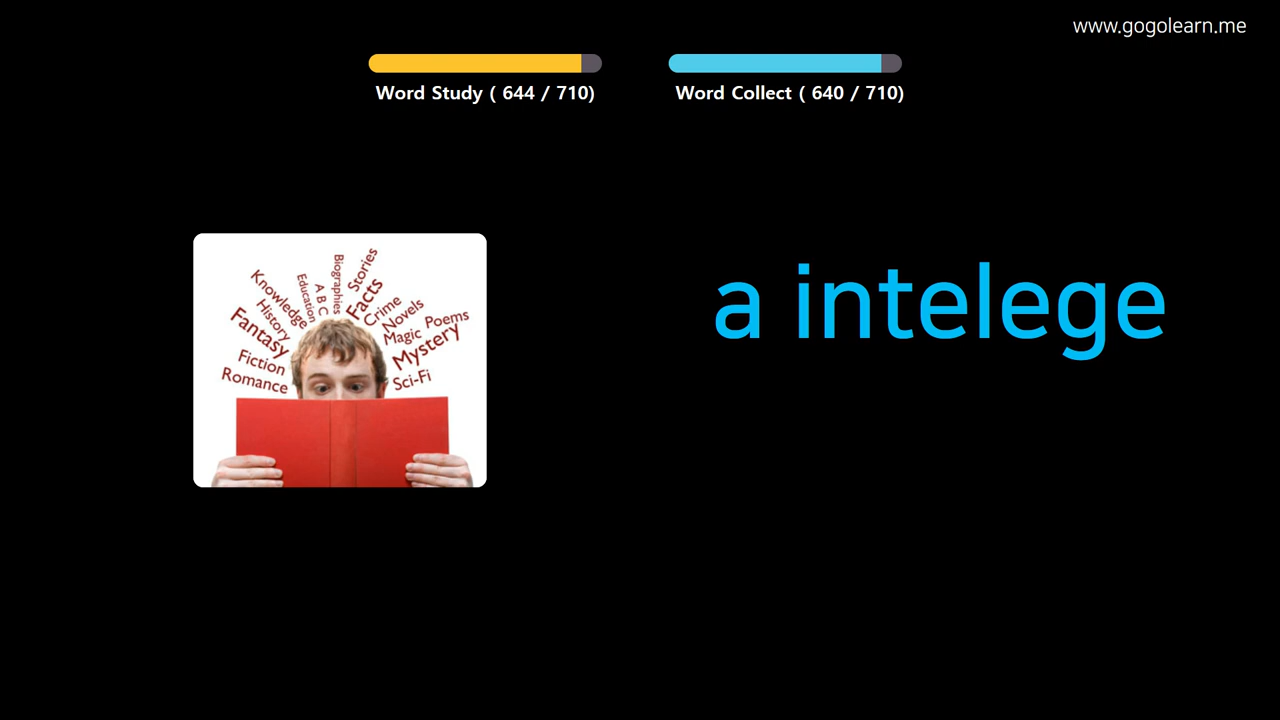 www.gogolearn.me
Word Study ( 644 / 710)
Word Collect ( 640 / 710)
a intelege
Stories
Biographies
Facts
A B C
Education
Knowledge
Crime
History
Novels
Fantasy
Poems
Magic
Mystery
Fiction
Romance
Sci-Fi